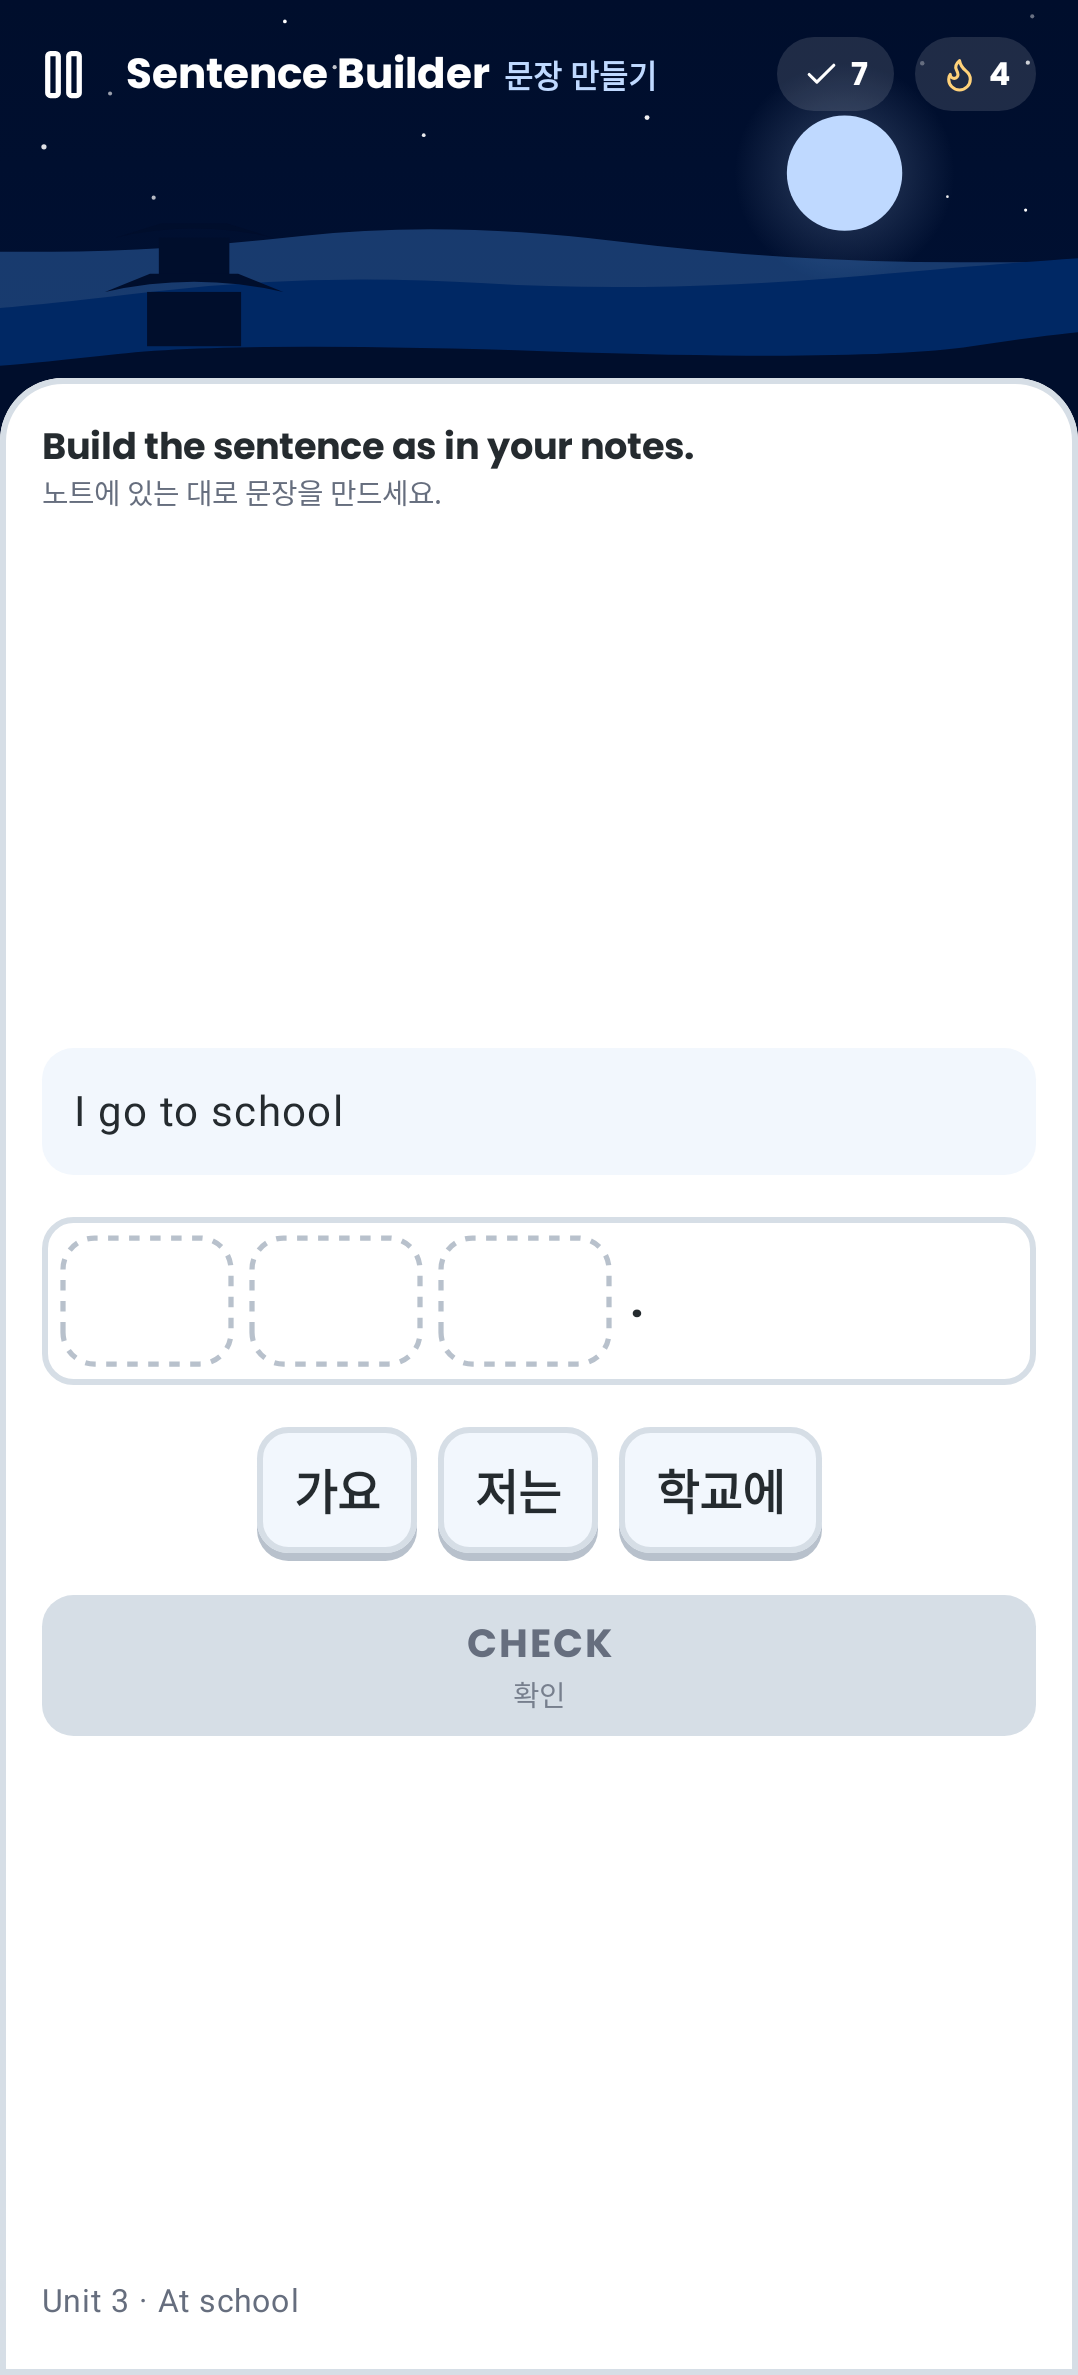 Sentence Builder 문장 만들기 7 4
Build the sentence as in your notes.
노트에 있는 대로 문장을 만드세요.
I go to school
.
가요 저는 학교에
CHECK
확인
Unit 3 · At school